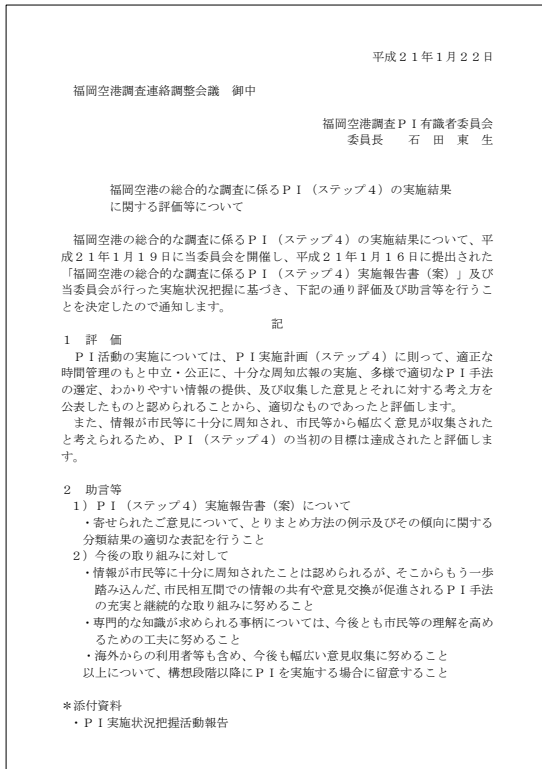 平成２１年１月２２日
福岡空港調査連絡調整会議　御中
福岡空港調査ＰＩ有識者委員会
委員長　　石　田　東　生
福岡空港の総合的な調査に係るＰＩ（ステップ４）の実施結果
に関する評価等について
福岡空港の総合的な調査に係るＰＩ（ステップ４）の実施結果について、平
成２１年１月１９日に当委員会を開催し、平成２１年１月１６日に提出された
「福岡空港の総合的な調査に係るＰＩ（ステップ４）実施報告書（案）」及び
当委員会が行った実施状況把握に基づき、下記の通り評価及び助言等を行うこ
とを決定したので通知します。
記
１　評　価
ＰＩ活動の実施については、ＰＩ実施計画（ステップ４）に則って、適正な
時間管理のもと中立・公正に、十分な周知広報の実施、多様で適切なＰＩ手法
の選定、わかりやすい情報の提供、及び収集した意見とそれに対する考え方を
公表したものと認められることから、適切なものであったと評価します。
また、情報が市民等に十分に周知され、市民等から幅広く意見が収集された
と考えられるため、ＰＩ（ステップ４）の当初の目標は達成されたと評価しま
す。
２　助言等
１）ＰＩ（ステップ４）実施報告書（案）について
・寄せられたご意見について、とりまとめ方法の例示及びその傾向に関する
分類結果の適切な表記を行うこと
２）今後の取り組みに対して
・情報が市民等に十分に周知されたことは認められるが、そこからもう一歩
踏み込んだ、市民相互間での情報の共有や意見交換が促進されるＰＩ手法
の充実と継続的な取り組みに努めること
・専門的な知識が求められる事柄については、今後とも市民等の理解を高め
るための工夫に努めること
・海外からの利用者等も含め、今後も幅広い意見収集に努めること
以上について、構想段階以降にＰＩを実施する場合に留意すること
＊添付資料
・ＰＩ実施状況把握活動報告